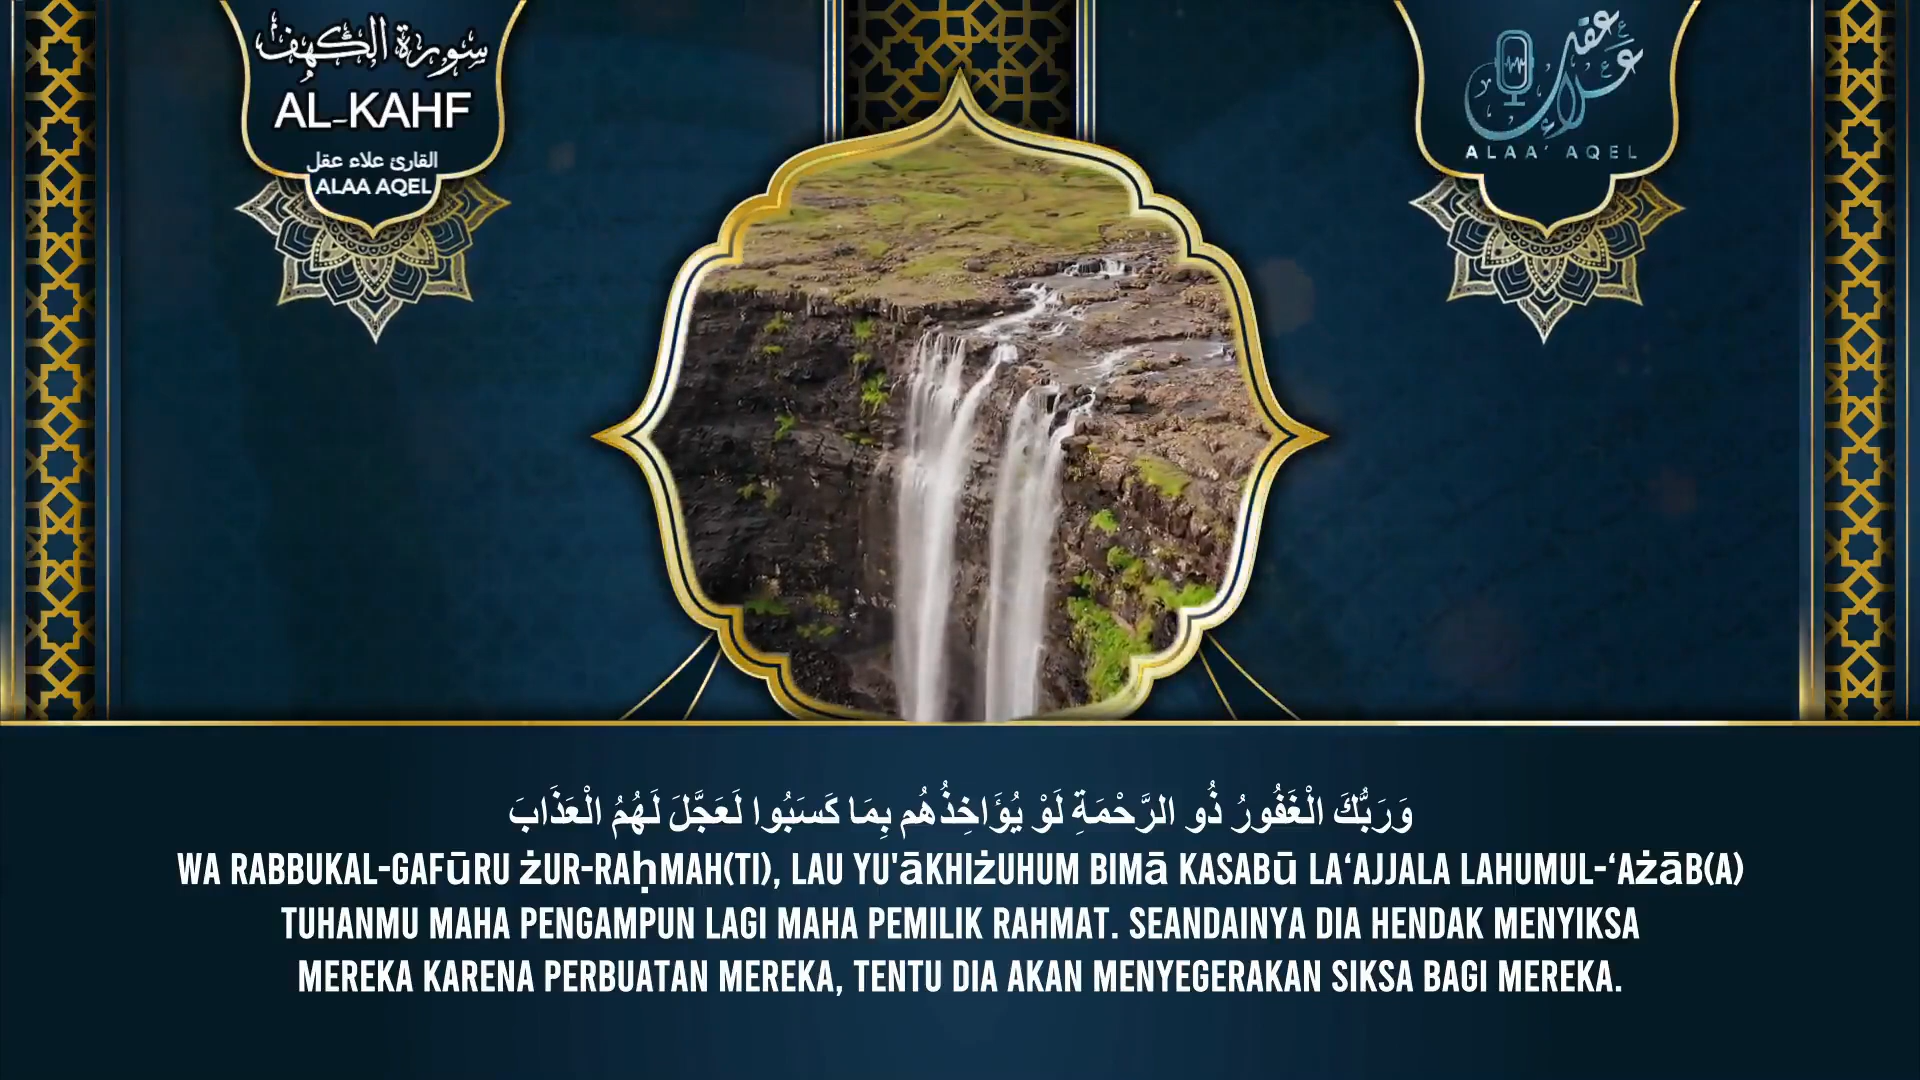 سورة الكهف
AL-KAHF
القارئ علاء عقل
ALAA AQEL
علاء عقل
ALAA' AQEL
وَرَبُّكَ الْغَفُورُ ذُو الرَّحْمَةِ لَوْ يُؤَاخِذُهُم بِمَا كَسَبُوا لَعَجَّلَ لَهُمُ الْعَذَابَ
WA RABBUKAL-GAFŪRU ŻUR-RAḥMAH(TI), LAU YU'āKHIżUHUM BIMā KASABŪ LA‘AJJALA LAHUMUL-‘AżāB(A)
TUHANMU MAHA PENGAMPUN LAGI MAHA PEMILIK RAHMAT. SEANDAINYA DIA HENDAK MENYIKSA
MEREKA KARENA PERBUATAN MEREKA, TENTU DIA AKAN MENYEGERAKAN SIKSA BAGI MEREKA.